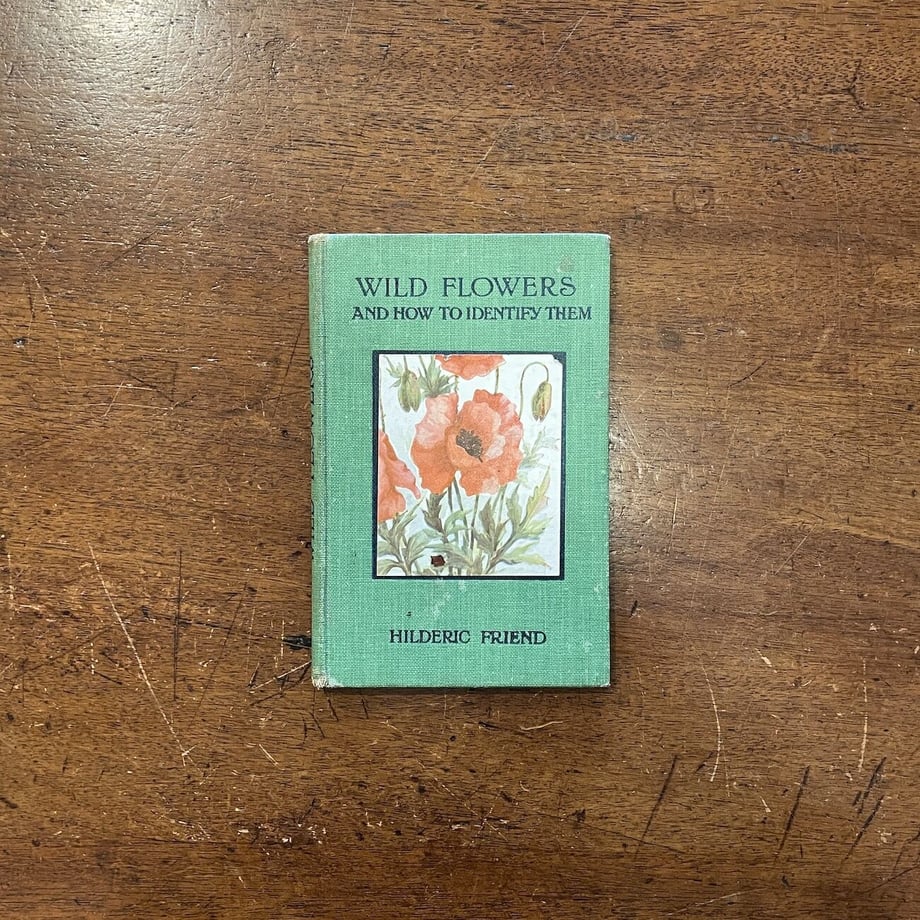 WILD FLOWERS
AND HOW TO IDENTIFY THEM
HILDERIC FRIEND